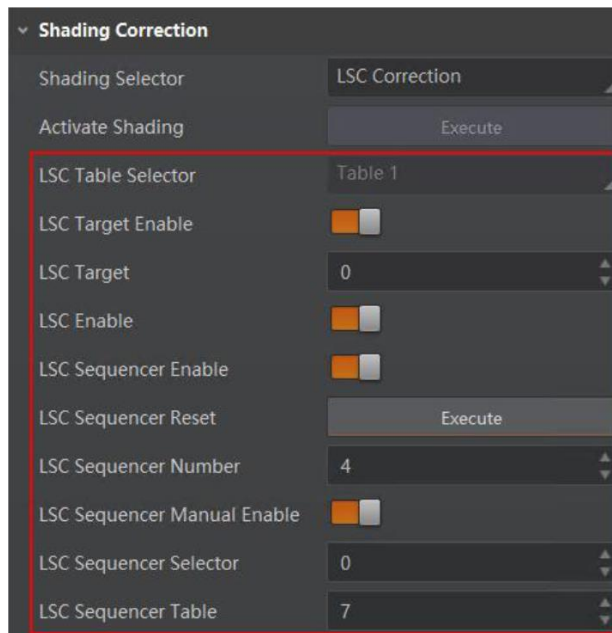 Shading Correction
Shading Selector LSC Correction
Activate Shading Execute
LSC Table Selector Table 1
LSC Target Enable
LSC Target 0
LSC Enable
LSC Sequencer Enable
LSC Sequencer Reset Execute
LSC Sequencer Number 4
LSC Sequencer Manual Enable
LSC Sequencer Selector 0
LSC Sequencer Table 7